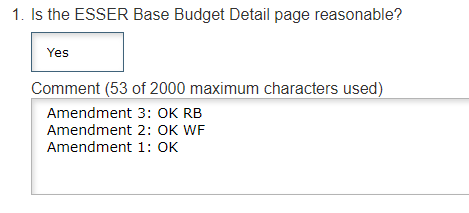 1. Is the ESSER Base Budget Detail page reasonable?
Yes
Comment (53 of 2000 maximum characters used)
Amendment 3: OK RB
Amendment 2: OK WF
Amendment 1: OK